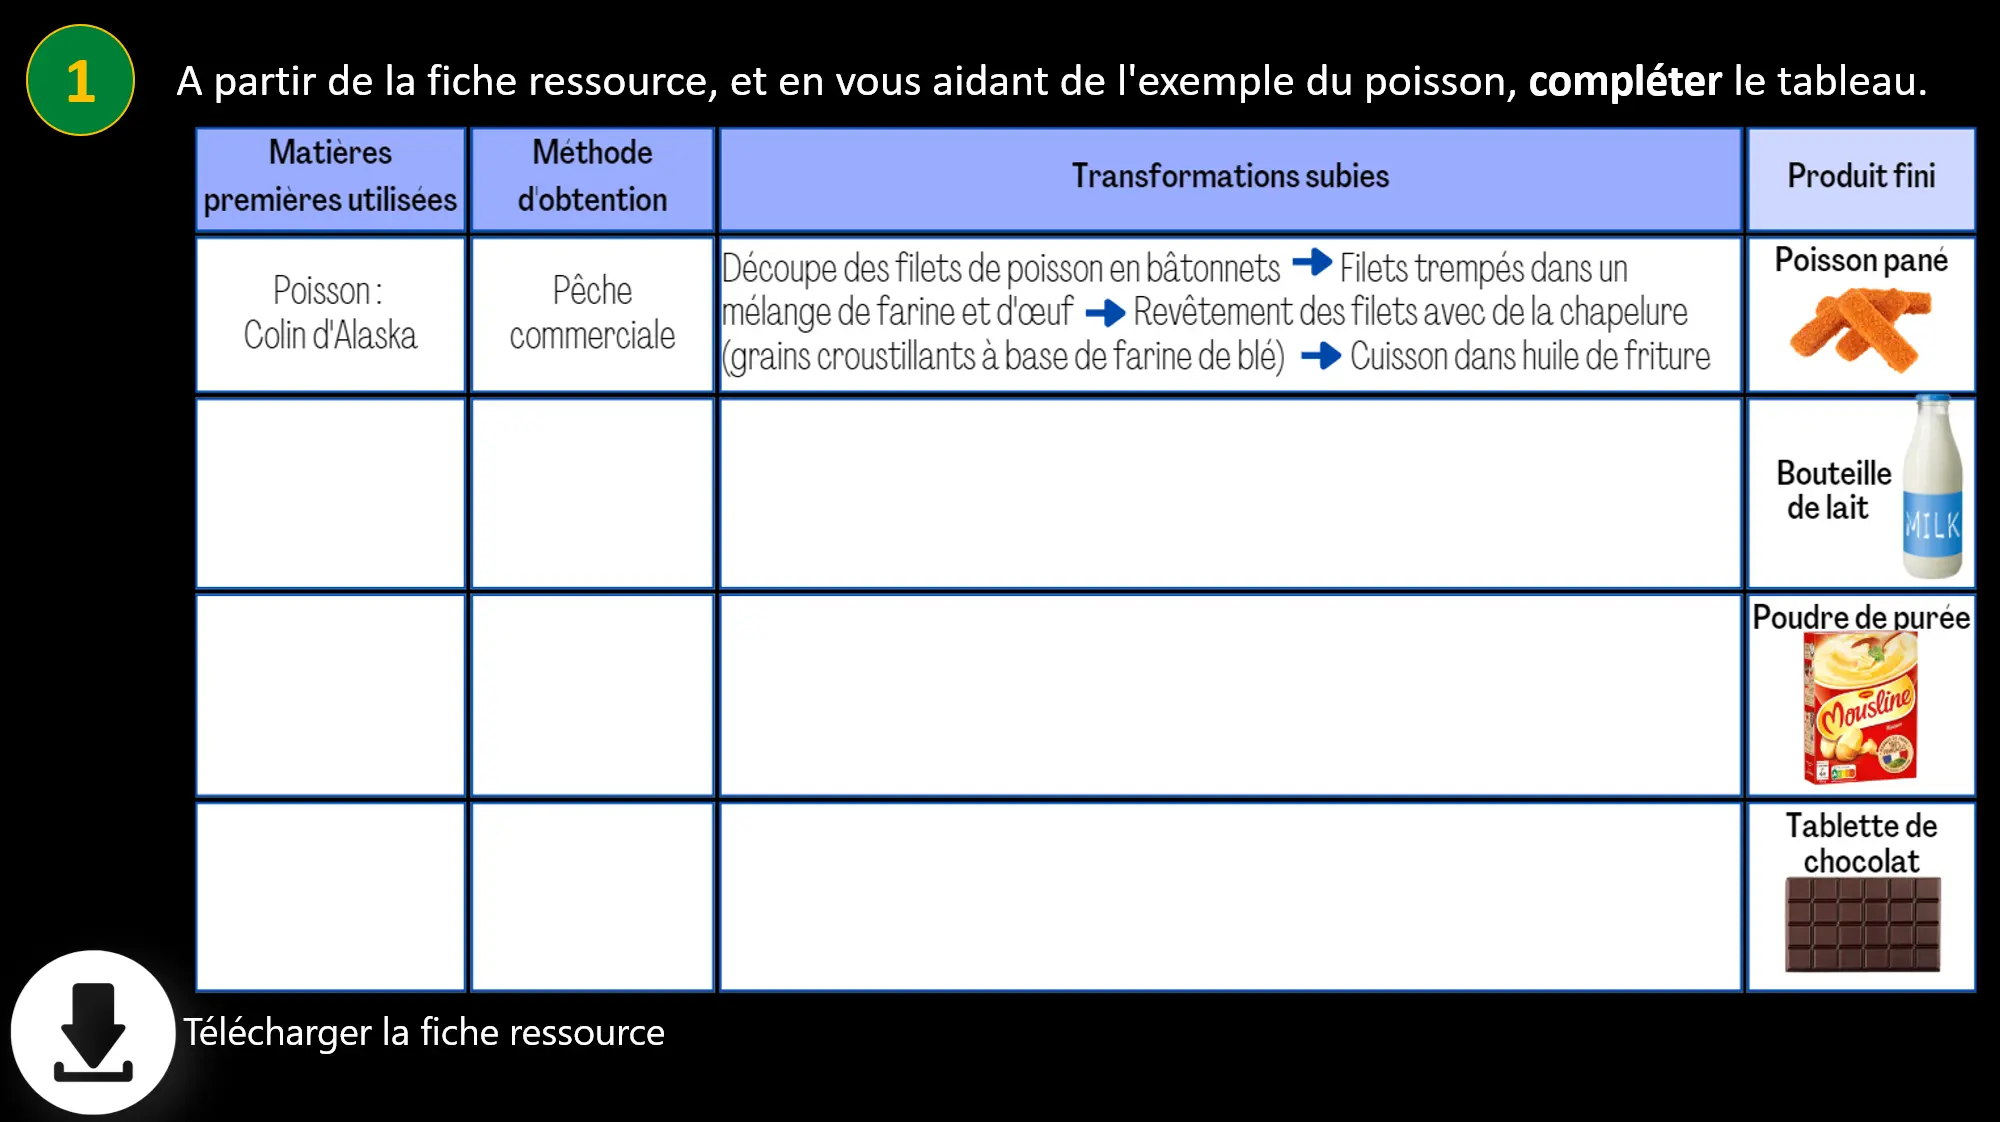 1
A partir de la fiche ressource, et en vous aidant de l'exemple du poisson, compléter le tableau.
Matières
premières utilisées
Méthode
d'obtention
Transformations subies
Produit fini
Poisson :
Colin d'Alaska
Pêche
commerciale
Découpe des filets de poisson en bâtonnets ➔ Filets trempés dans un
mélange de farine et d'œuf ➔ Revêtement des filets avec de la chapelure
(grains croustillants à base de farine de blé) ➔ Cuisson dans huile de friture
Poisson pané
Bouteille
de lait
MILK
Poudre de purée
Mousline
Tablette de
chocolat
Télécharger la fiche ressource